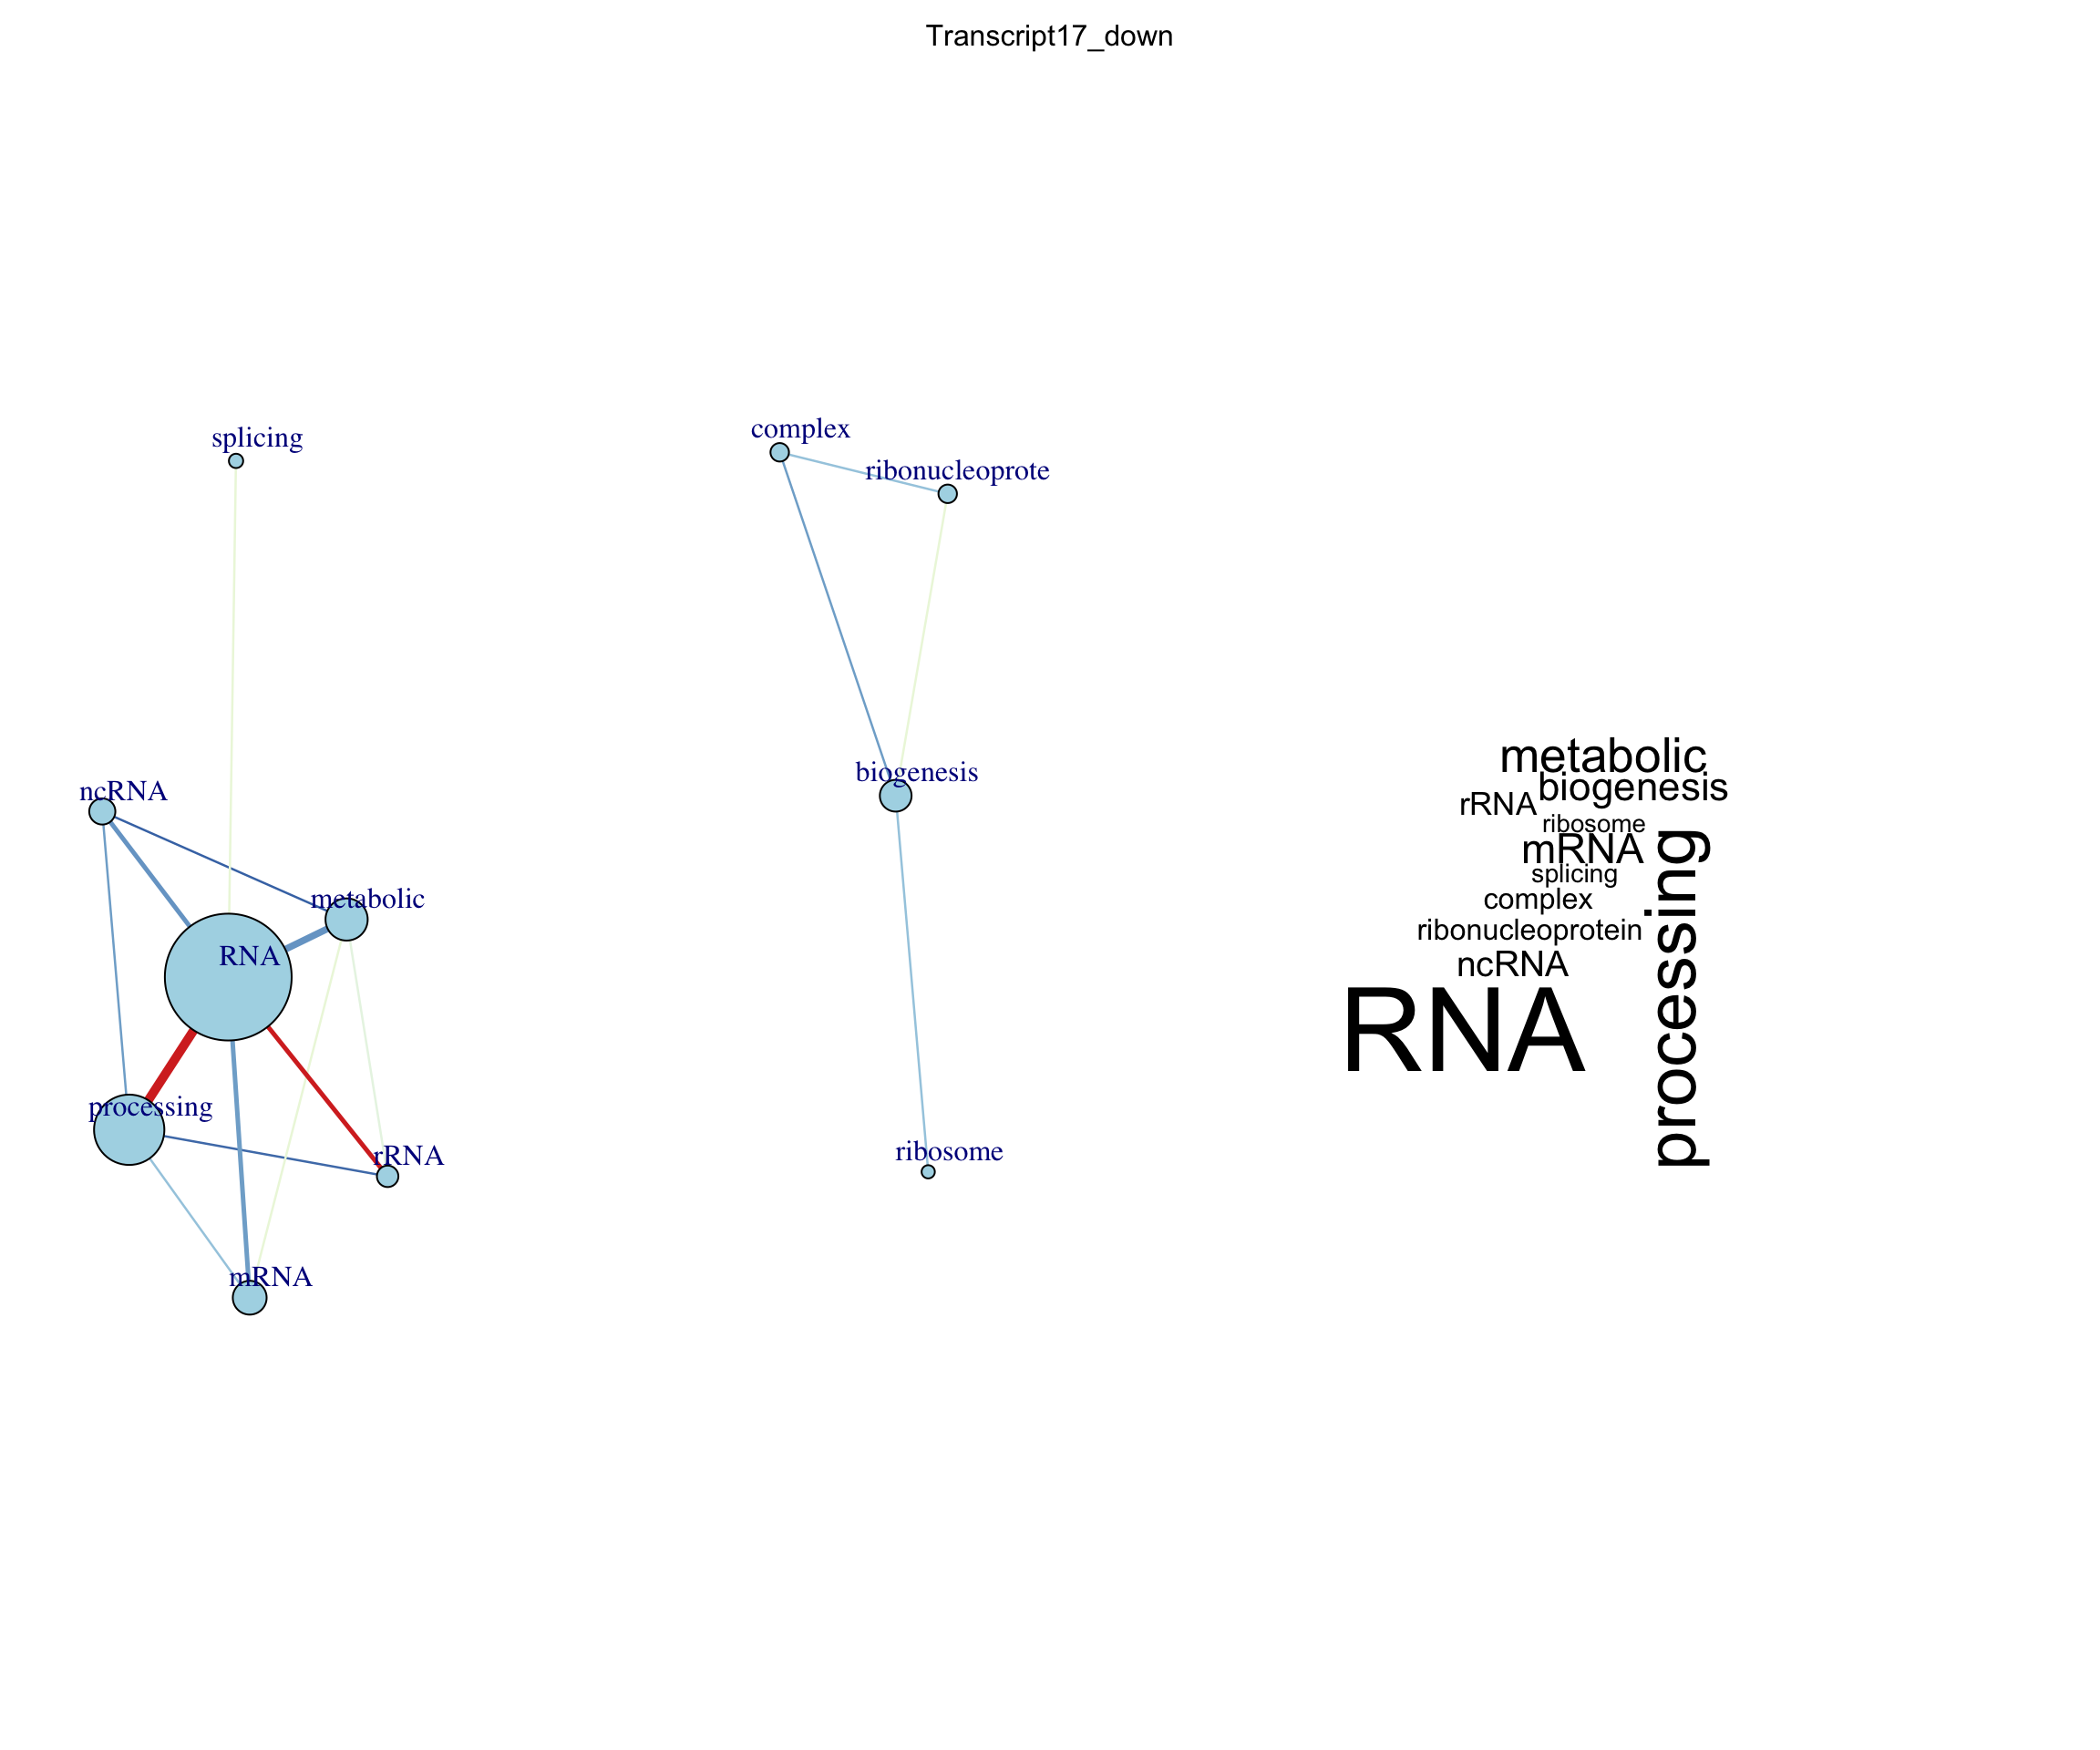 Transcript17_down
splicing
ncRNA
metabolic
RNA
processing
rRNA
mRNA
complex
ribonucleoprote
biogenesis
ribosome
metabolic
biogenesis
rRNA
ribosome
mRNA
splicing
complex
ribonucleoprotein
ncRNA
RNA
processing